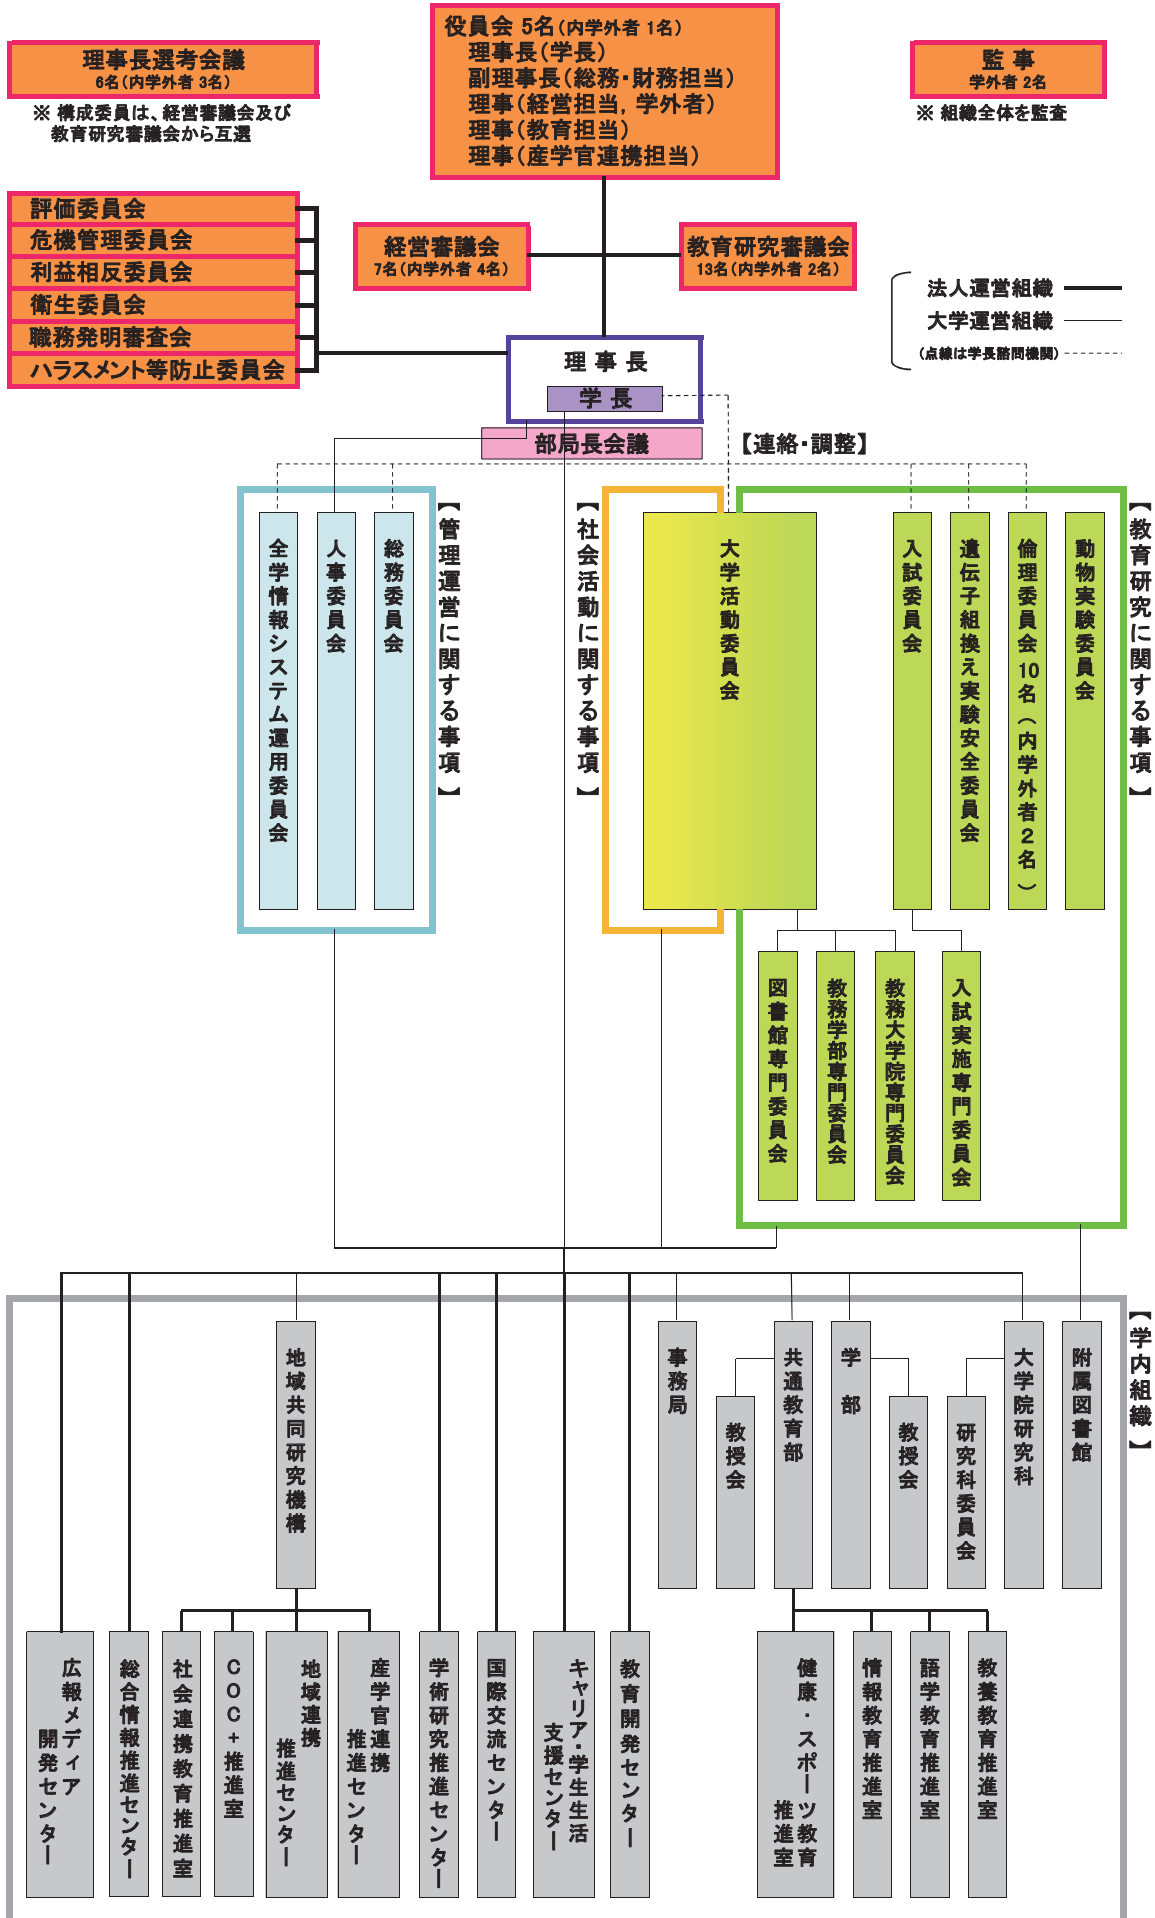 役員会 5名(内学外者 1名)
理事長(学長)
副理事長(総務・財務担当)
理事(経営担当, 学外者)
理事(教育担当)
理事(産学官連携担当)
理事長選考会議
6名(内学外者 3名)
※ 構成委員は、経営審議会及び
教育研究審議会から互選
監 事
学外者 2名
※ 組織全体を監査
評価委員会
危機管理委員会
利益相反委員会
衛生委員会
職務発明審査会
ハラスメント等防止委員会
経営審議会
7名(内学外者 4名)
教育研究審議会
13名(内学外者 2名)
法人運営組織
大学運営組織
(点線は学長諮問機関)
理 事 長
学 長
部局長会議
【連絡・調整】
全学情報システム運用委員会
人事委員会
総務委員会
【管理運営に関する事項】
【社会活動に関する事項】
大学活動委員会
入試委員会
遺伝子組換え実験安全委員会
倫理委員会 10名(内学外者2名)
動物実験委員会
【教育研究に関する事項】
図書館専門委員会
教務学部専門委員会
教務大学院専門委員会
入試実施専門委員会
地域共同研究機構
事務局
教授会
共通教育部
学 部
教授会
研究科委員会
大学院研究科
附属図書館
【学内組織】
広報メディア
開発センター
総合情報推進センター
社会連携教育推進室
COC+推進室
地域連携
推進センター
産学官連携
推進センター
学術研究推進センター
国際交流センター
キャリア・学生生活
支援センター
教育開発センター
健康・スポーツ教育
推進室
情報教育推進室
語学教育推進室
教養教育推進室